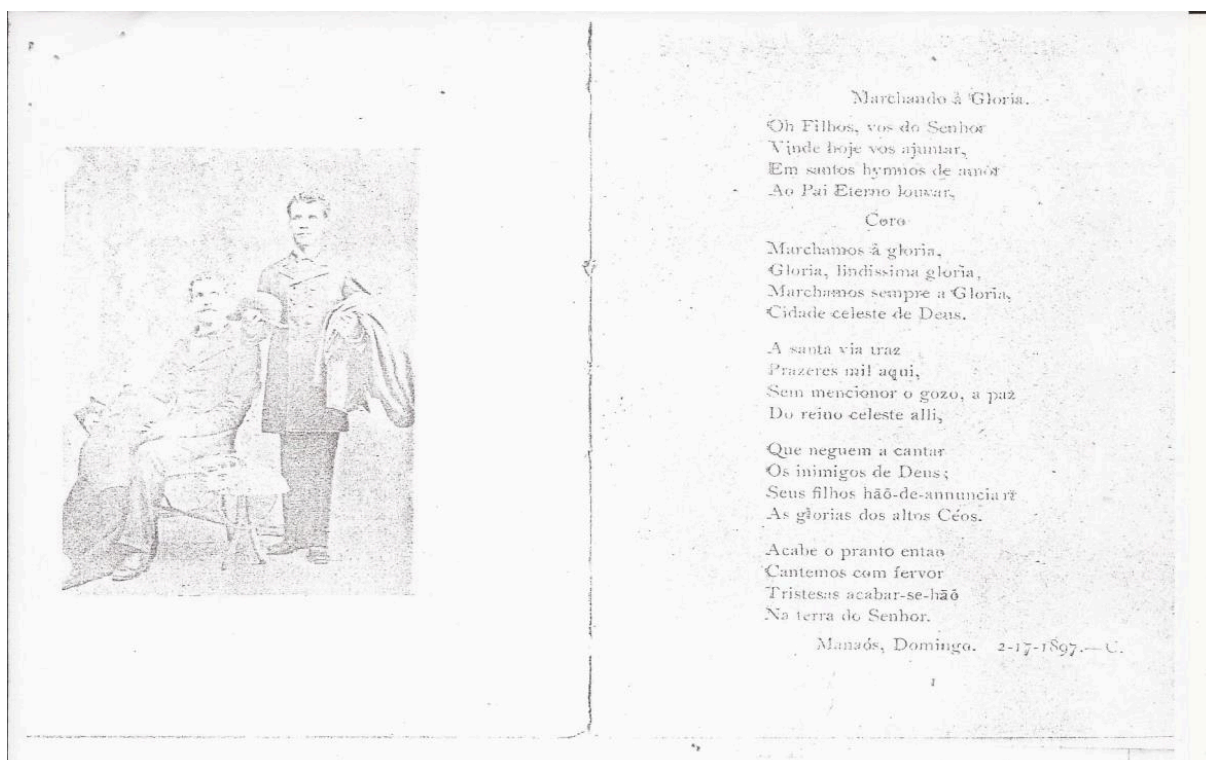 Marchando á Gloria.
Oh Filhos, vos do Senhor
Vinde hoje vos ajuntar,
Em santos hymnos de amór
Ao Pai Eterno louvar,
Coro
Marchamos á gloria,
Gloria, lindissima gloria,
Marchamos sempre a Gloria,
Cidade celeste de Deus.
A santa via traz
Prazeres mil aqui,
Sem mencionor o gozo, a paz
Do reino celeste alli,
Que neguem a cantar
Os inimigos de Deus;
Seus filhos hāō-de-annunciar
As glorias dos altos Céos.
Acabe o pranto entao
Cantemos com fervor
Tristesas acabar-se-hāō
Na terra do Senhor.
Manaós, Domingo. 2-17-1897.—C.
1